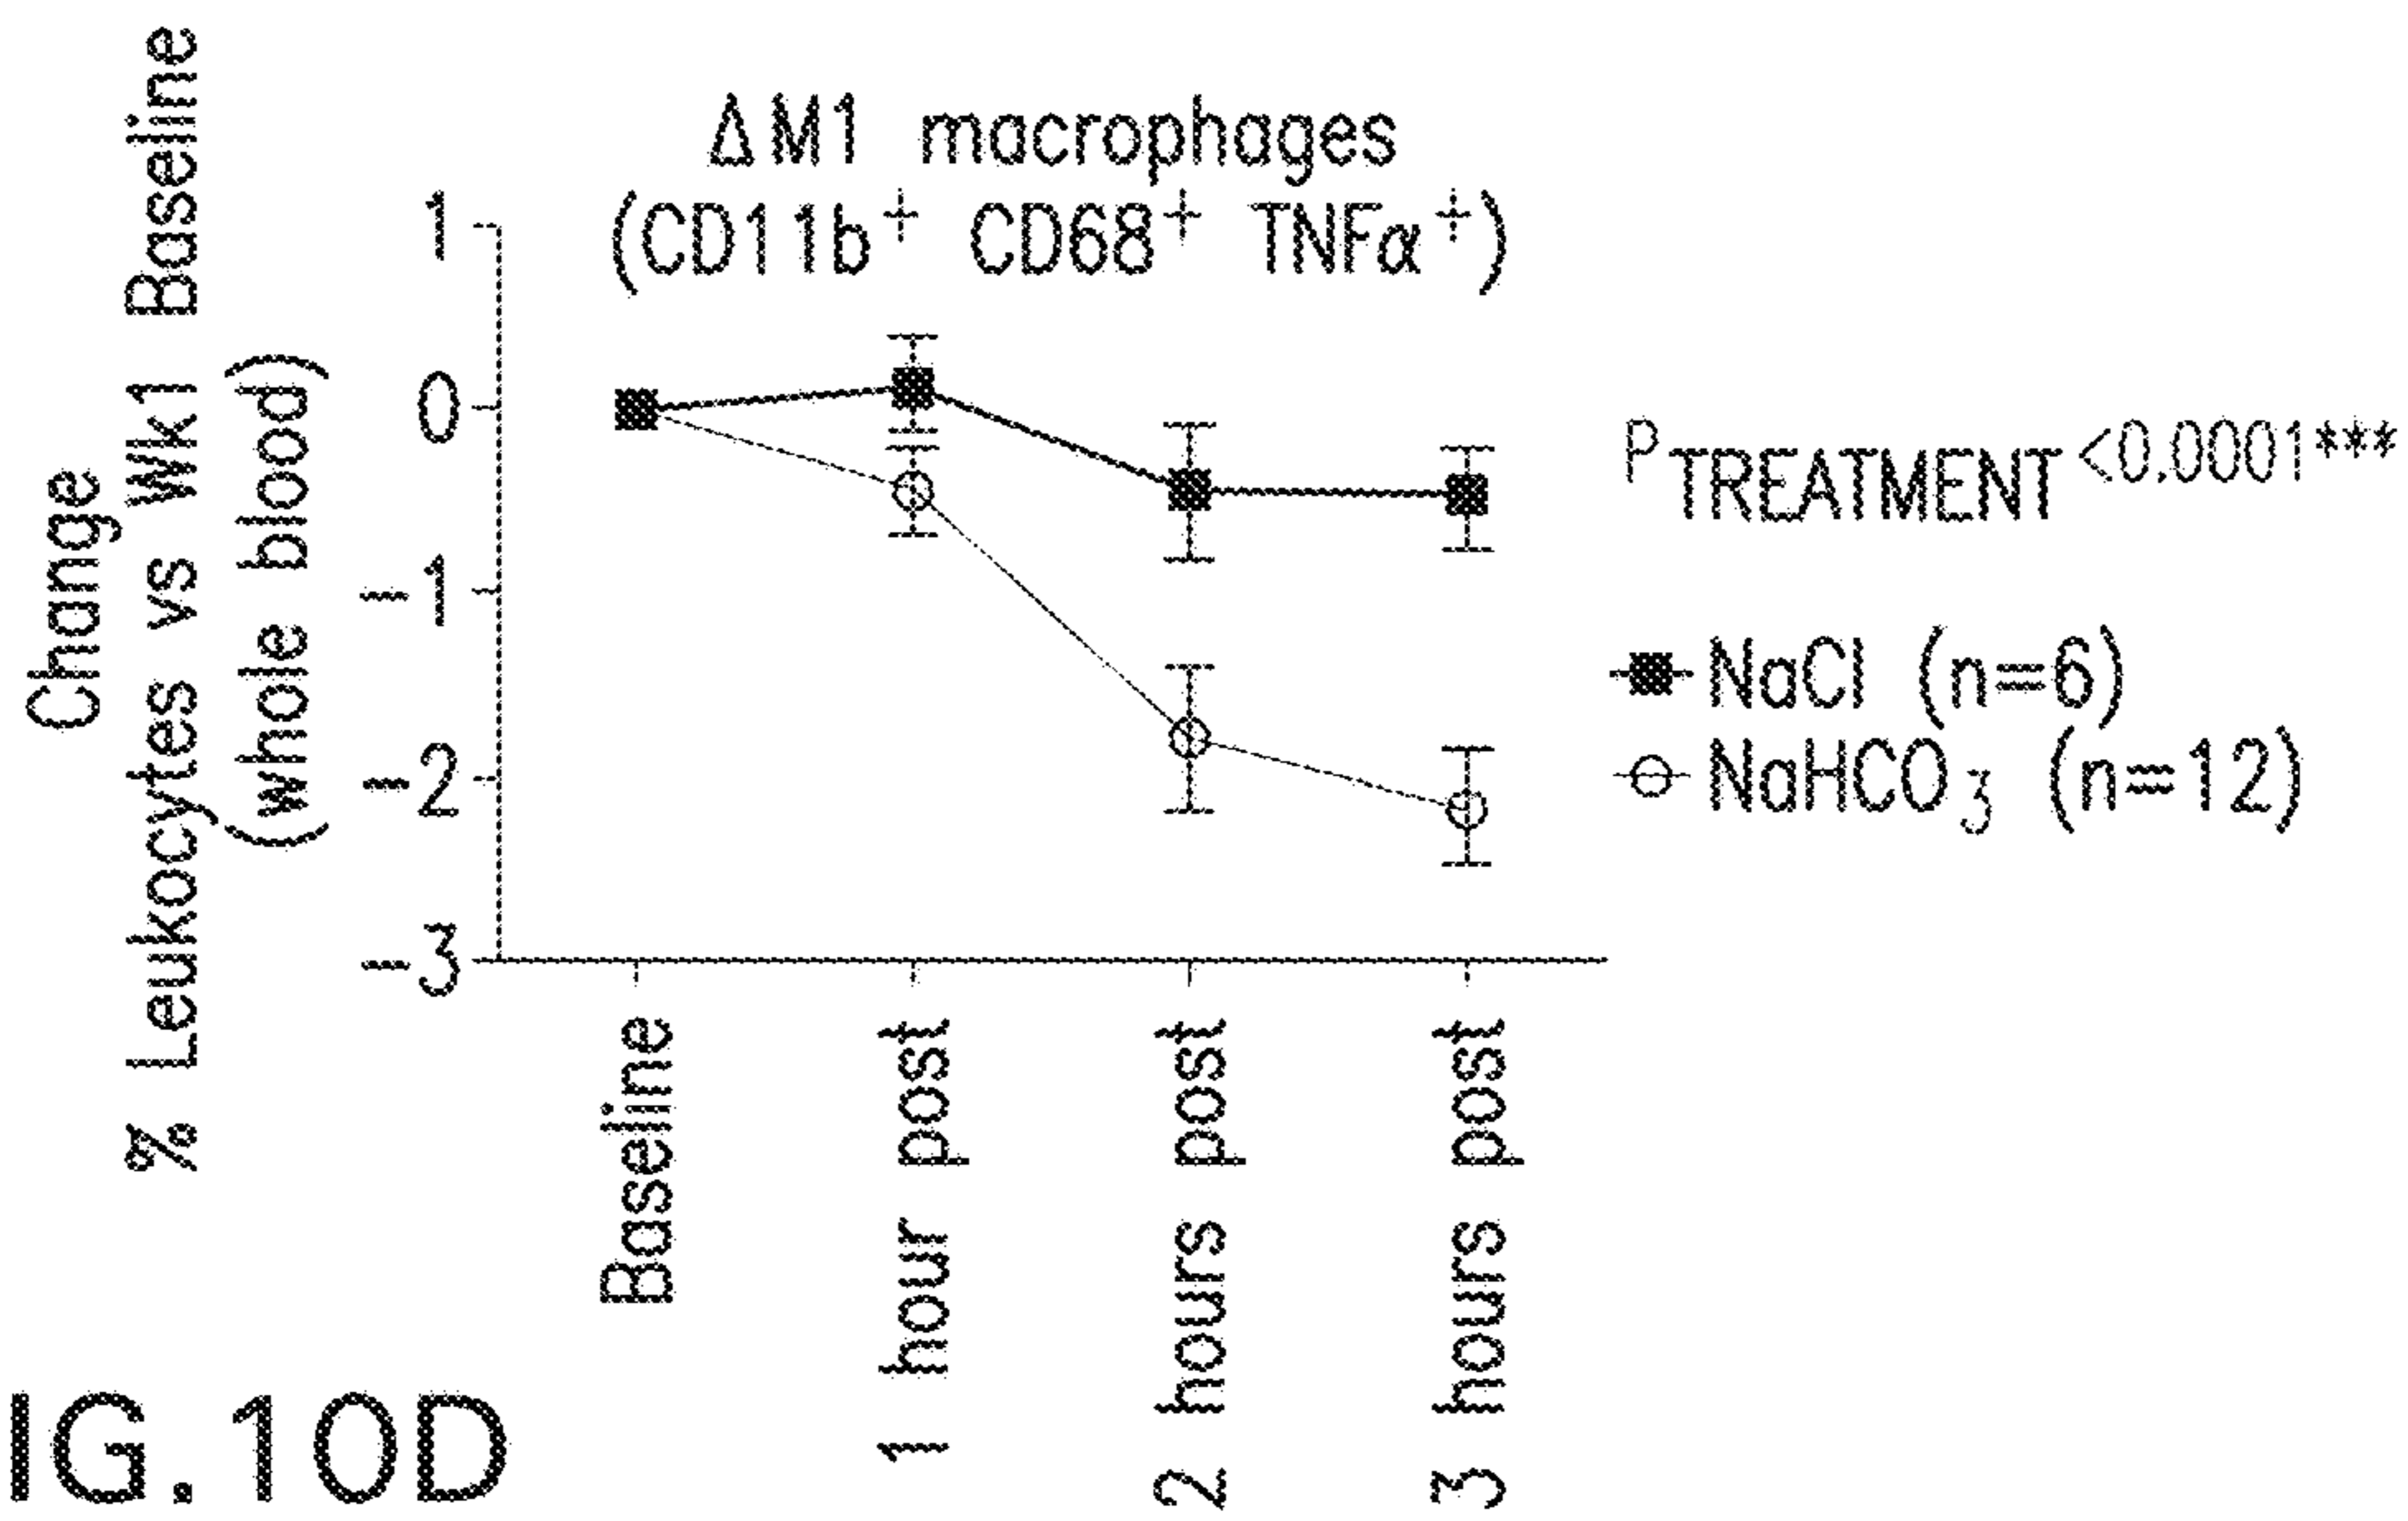 Change
% Leukocytes vs Wk1 Baseline
(whole blood)
ΔM1 macrophages
(CD11b⁺ CD68⁺ TNFα⁺)
1
0
-1
-2
-3
P TREATMENT <0.0001***
NaCl (n=6)
NaHCO₃ (n=12)
Baseline
1 hour post
2 hours post
3 hours post
IG.10D